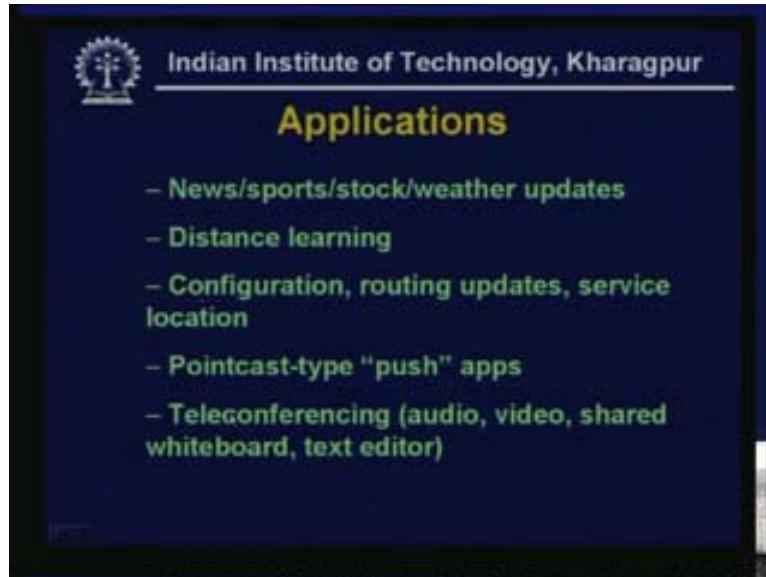 Indian Institute of Technology, Kharagpur
Applications
– News/sports/stock/weather updates
– Distance learning
– Configuration, routing updates, service
location
– Pointcast-type “push” apps
– Teleconferencing (audio, video, shared
whiteboard, text editor)